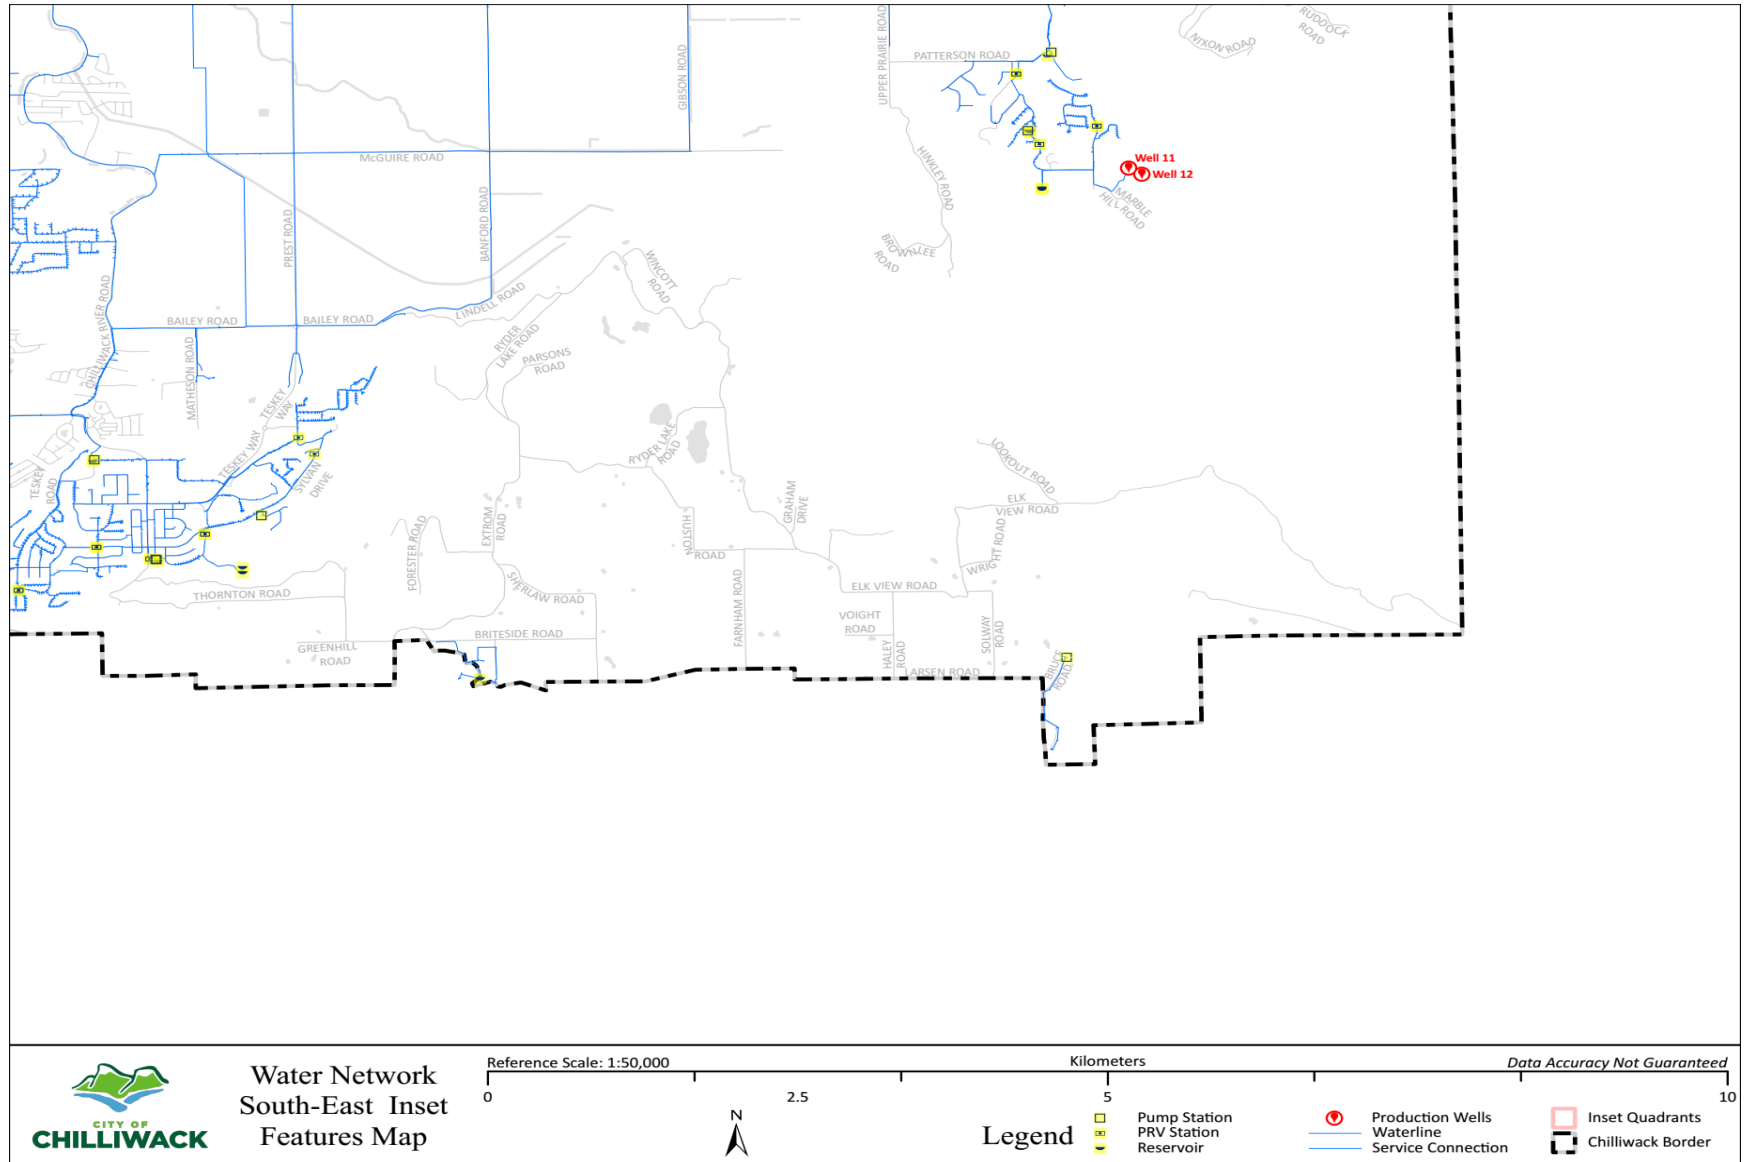 RUDDOCK
ROAD
NIXON ROAD
UPPER PRAIRIE ROAD
PATTERSON ROAD
GIBSON ROAD
McGUIRE ROAD
HINKLEY ROAD
Well 11
Well 12
MARBLE
HILL ROAD
PREST ROAD
BANFORD ROAD
BROWNLEE
ROAD
WINCOTT
ROAD
CHILLIWACK RIVER ROAD
LINDELL ROAD
BAILEY ROAD
BAILEY ROAD
RYDER
LAKE ROAD
PARSONS
ROAD
MATHESON ROAD
TESKEY
WAY
TESKEY WAY
SYLVAN
DRIVE
TESKEY
ROAD
RYDER LAKE
ROAD
LOOKOUT ROAD
ELK
VIEW ROAD
GRAHAM
DRIVE
EXTROM
ROAD
FORESTER ROAD
HUSTON
ROAD
WRIGHT ROAD
SHERLAW ROAD
THORNTON ROAD
FARNHAM ROAD
ELK VIEW ROAD
VOIGHT
ROAD
HALEY
ROAD
SOLWAY
ROAD
BRITESIDE ROAD
GREENHILL
ROAD
LARSEN ROAD
BRUCE
ROAD
CITY OF
CHILLIWACK
Water Network
South-East Inset
Features Map
Reference Scale: 1:50,000
Kilometers
Data Accuracy Not Guaranteed
0
2.5
5
10
N
Legend
Pump Station
PRV Station
Reservoir
Production Wells
Waterline
Service Connection
Inset Quadrants
Chilliwack Border